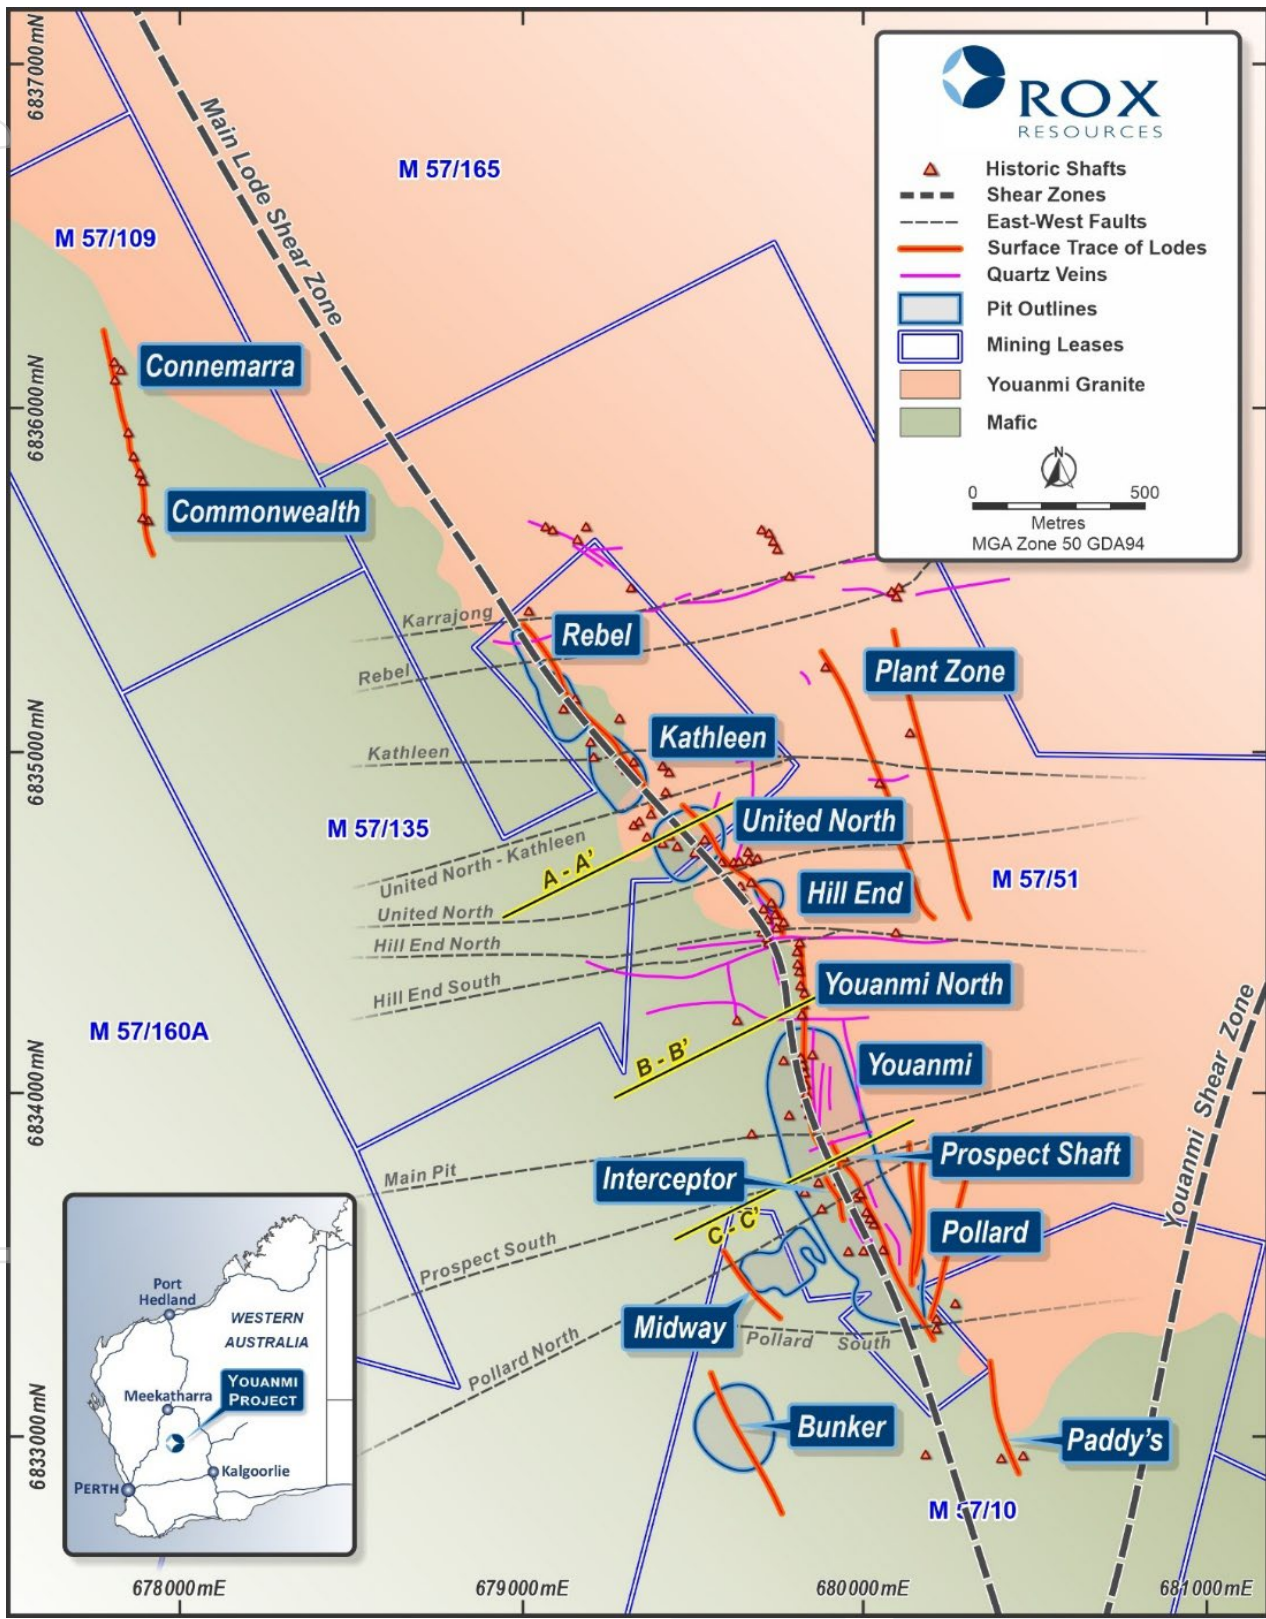 6837000mN
6836000mN
6835000mN
6834000mN
6833000mN
678000mE
679000mE
680000mE
681000mE
ROX
RESOURCES
Historic Shafts
Shear Zones
East-West Faults
Surface Trace of Lodes
Quartz Veins
Pit Outlines
Mining Leases
Youanmi Granite
Mafic
N
0 500
Metres
MGA Zone 50 GDA94
Main Lode Shear Zone
M 57/165
M 57/109
Connemarra
Commonwealth
Karrajong
Rebel
Rebel
Plant Zone
Kathleen
Kathleen
M 57/135
United North - Kathleen
A - A'
United North
United North
Hill End
M 57/51
Hill End North
Hill End South
Youanmi North
M 57/160A
B - B'
Youanmi
Youanmi Shear Zone
Main Pit
Prospect Shaft
Interceptor
C - C'
Pollard
Prospect South
Midway
Pollard South
Pollard North
Bunker
Paddy's
M 57/10
Port
Hedland
WESTERN
AUSTRALIA
YOUANMI
PROJECT
Meekatharra
Kalgoorlie
PERTH